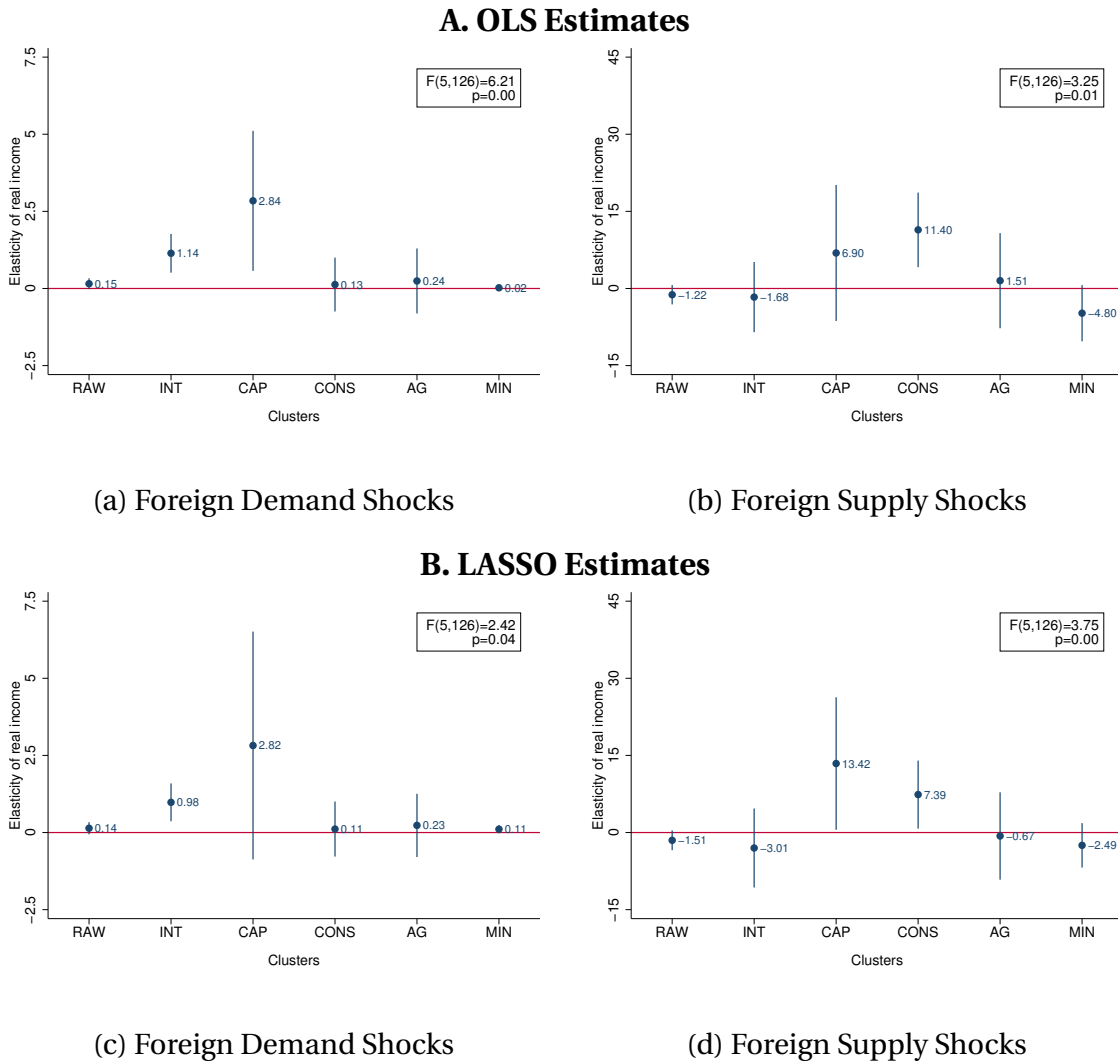 A. OLS Estimates
Elasticity of real income
7.5
5
2.5
0
−2.5
F(5,126)=6.21
p=0.00
0.15
1.14
2.84
0.13
0.24
0.02
RAW INT CAP CONS AG MIN
Clusters
(a) Foreign Demand Shocks
Elasticity of real income
45
30
15
0
−15
F(5,126)=3.25
p=0.01
−1.22
−1.68
6.90
11.40
1.51
−4.80
RAW INT CAP CONS AG MIN
Clusters
(b) Foreign Supply Shocks
B. LASSO Estimates
Elasticity of real income
7.5
5
2.5
0
−2.5
F(5,126)=2.42
p=0.04
0.14
0.98
2.82
0.11
0.23
0.11
RAW INT CAP CONS AG MIN
Clusters
(c) Foreign Demand Shocks
Elasticity of real income
45
30
15
0
−15
F(5,126)=3.75
p=0.00
−1.51
−3.01
13.42
7.39
−0.67
−2.49
RAW INT CAP CONS AG MIN
Clusters
(d) Foreign Supply Shocks